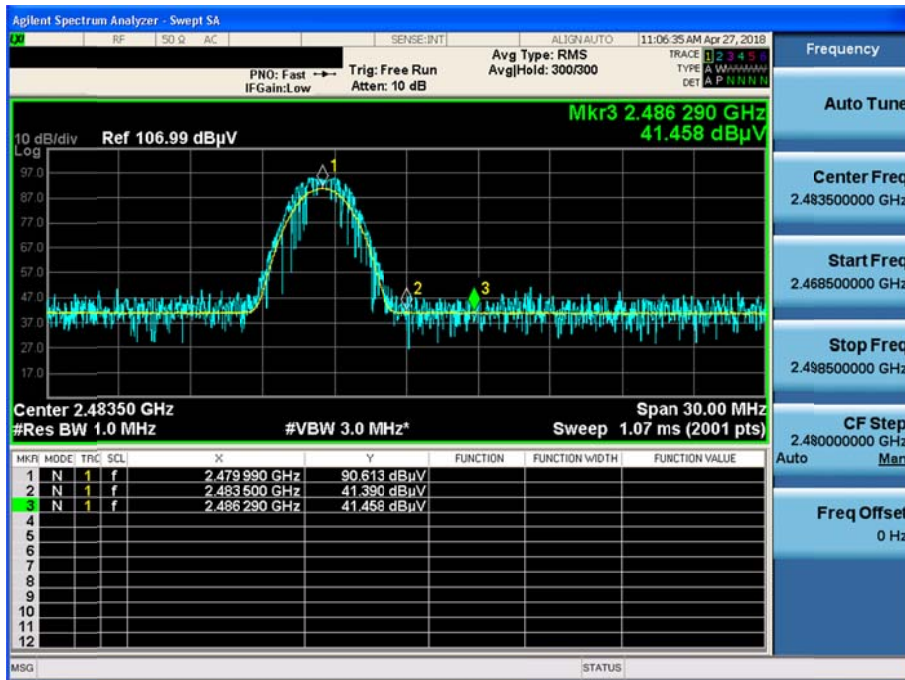 Agilent Spectrum Analyzer - Swept SA
LXI RF 50 Ω AC SENSE:INT ALIGN AUTO 11:06:35 AM Apr 27, 2018
PNO: Fast Trig: Free Run Avg Type: RMS TRACE 1 2 3 4 5 6
IFGain:Low Atten: 10 dB Avg|Hold: 300/300 TYPE A W
DET A P N N N N
Mkr3 2.486 290 GHz
41.458 dBµV
10 dB/div Ref 106.99 dBµV
Log
97.0
87.0
77.0
67.0
57.0
47.0
37.0
27.0
17.0
1
2
3
Center 2.48350 GHz Span 30.00 MHz
#Res BW 1.0 MHz #VBW 3.0 MHz* Sweep 1.07 ms (2001 pts)
MKR MODE TRC SCL X Y FUNCTION FUNCTION WIDTH FUNCTION VALUE
1 N 1 f 2.479 990 GHz 90.613 dBµV
2 N 1 f 2.483 500 GHz 41.390 dBµV
3 N 1 f 2.486 290 GHz 41.458 dBµV
4
5
6
7
8
9
10
11
12
MSG STATUS
Frequency
Auto Tune
Center Freq
2.483500000 GHz
Start Freq
2.468500000 GHz
Stop Freq
2.498500000 GHz
CF Step
2.480000000 GHz
Auto Man
Freq Offset
0 Hz